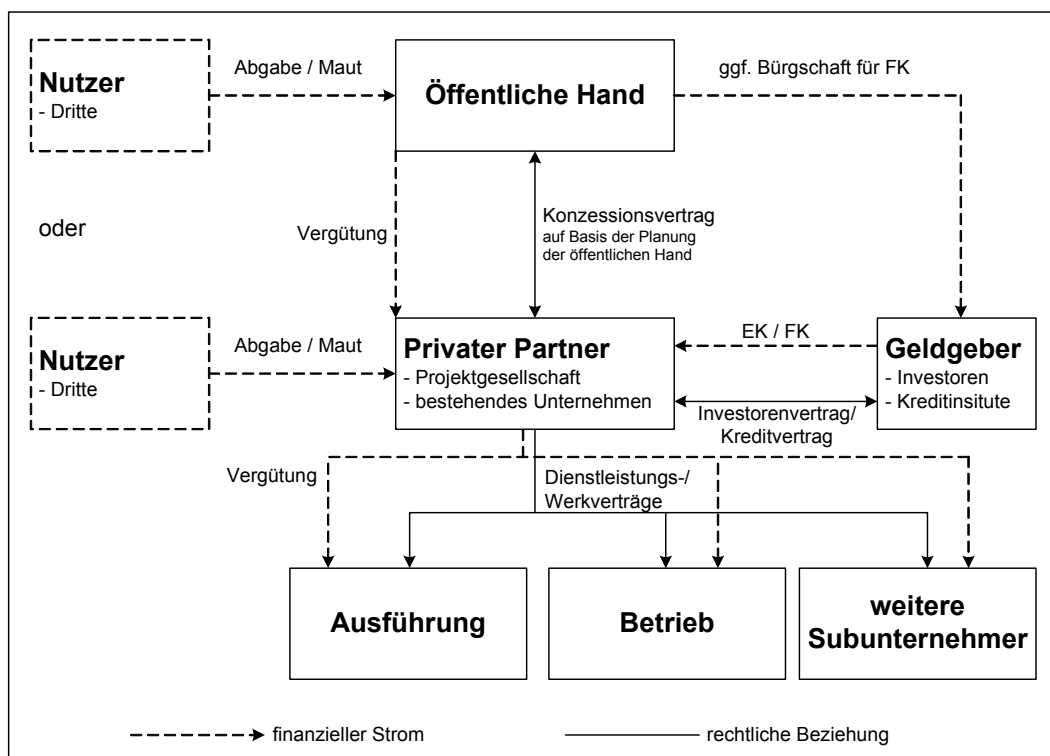 Nutzer
- Dritte
Abgabe / Maut
Öffentliche Hand
ggf. Bürgschaft für FK
oder
Vergütung
Konzessionsvertrag
auf Basis der Planung
der öffentlichen Hand
Nutzer
- Dritte
Abgabe / Maut
Privater Partner
- Projektgesellschaft
- bestehendes Unternehmen
EK / FK
Investorenvertrag/
Kreditvertrag
Geldgeber
- Investoren
- Kreditinsitute
Vergütung
Dienstleistungs-/
Werkverträge
Ausführung
Betrieb
weitere
Subunternehmer
finanzieller Strom
rechtliche Beziehung